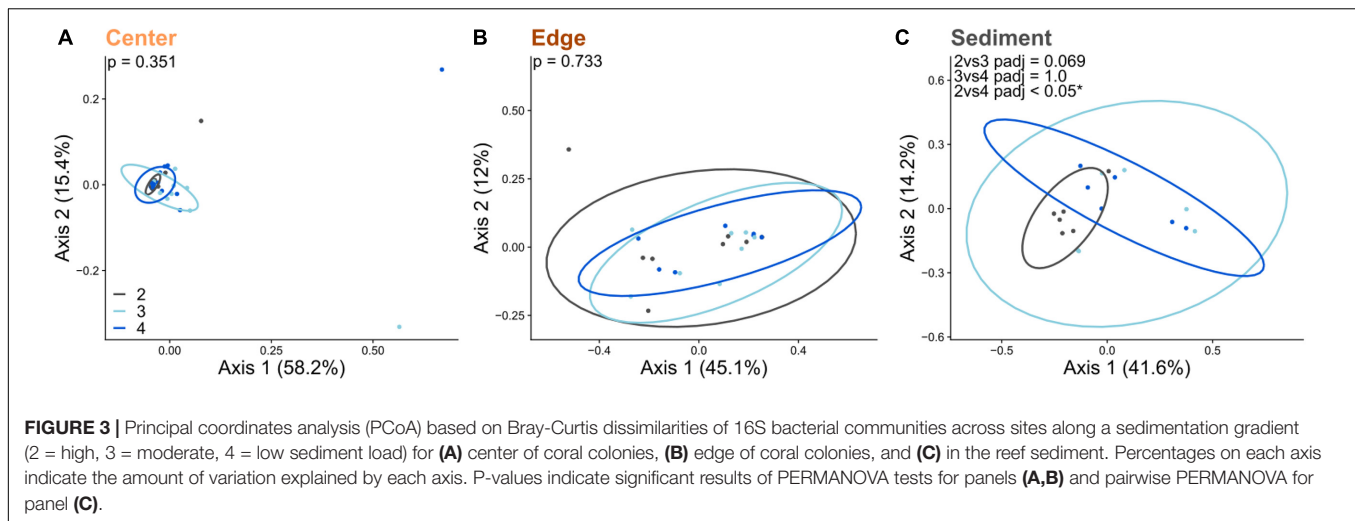 A Center
p = 0.351
0.2
0.0
−0.2
Axis 2 (15.4%)
2
3
4
0.00 0.25 0.50
Axis 1 (58.2%)
B Edge
p = 0.733
0.50
0.25
0.00
−0.25
Axis 2 (12%)
−0.4 0.0 0.4
Axis 1 (45.1%)
C Sediment
2vs3 padj = 0.069
3vs4 padj = 1.0
2vs4 padj < 0.05*
0.6
0.3
0.0
−0.3
−0.6
Axis 2 (14.2%)
−0.5 0.0 0.5
Axis 1 (41.6%)
FIGURE 3 | Principal coordinates analysis (PCoA) based on Bray-Curtis dissimilarities of 16S bacterial communities across sites along a sedimentation gradient
(2 = high, 3 = moderate, 4 = low sediment load) for (A) center of coral colonies, (B) edge of coral colonies, and (C) in the reef sediment. Percentages on each axis
indicate the amount of variation explained by each axis. P-values indicate significant results of PERMANOVA tests for panels (A,B) and pairwise PERMANOVA for
panel (C).